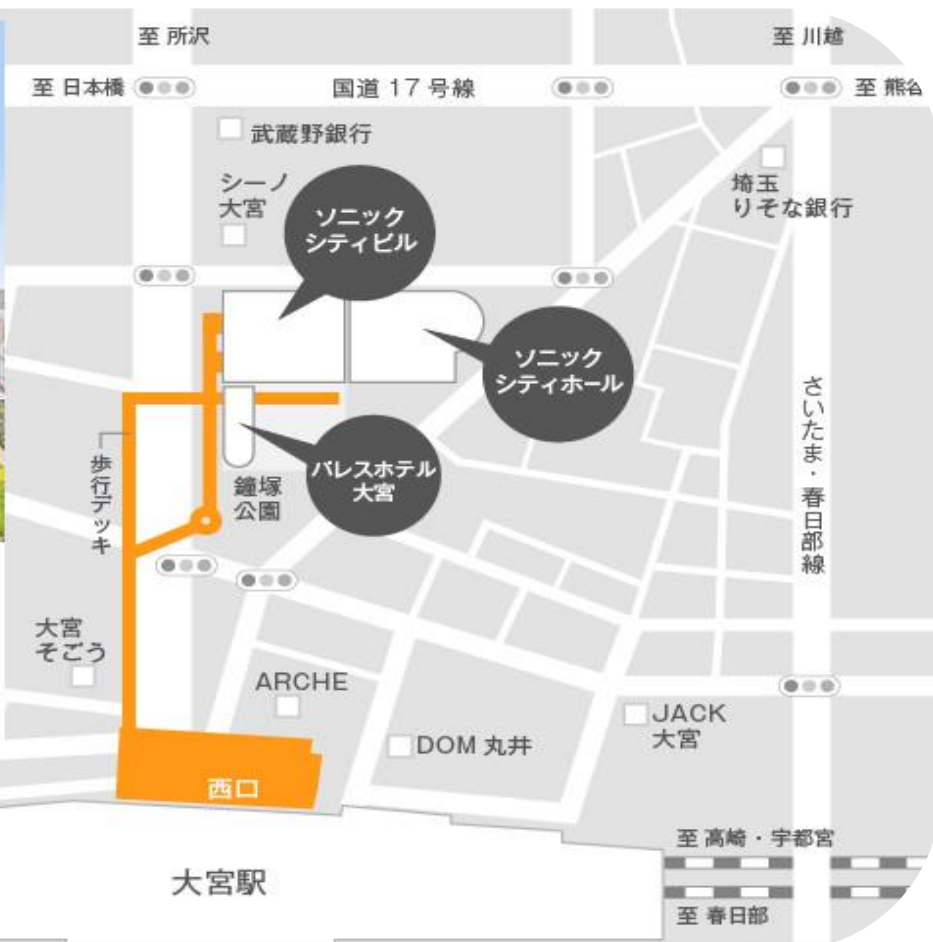 至 所沢
至 川越
至 日本橋
国道 17 号線
至 熊谷
武蔵野銀行
シーノ
大宮
ソニック
シティビル
埼玉
りそな銀行
ソニック
シティホール
さいたま・春日部線
パレスホテル
大宮
歩行デッキ
鐘塚
公園
大宮
そごう
ARCHE
JACK
大宮
DOM 丸井
西口
至 高崎・宇都宮
大宮駅
至 春日部